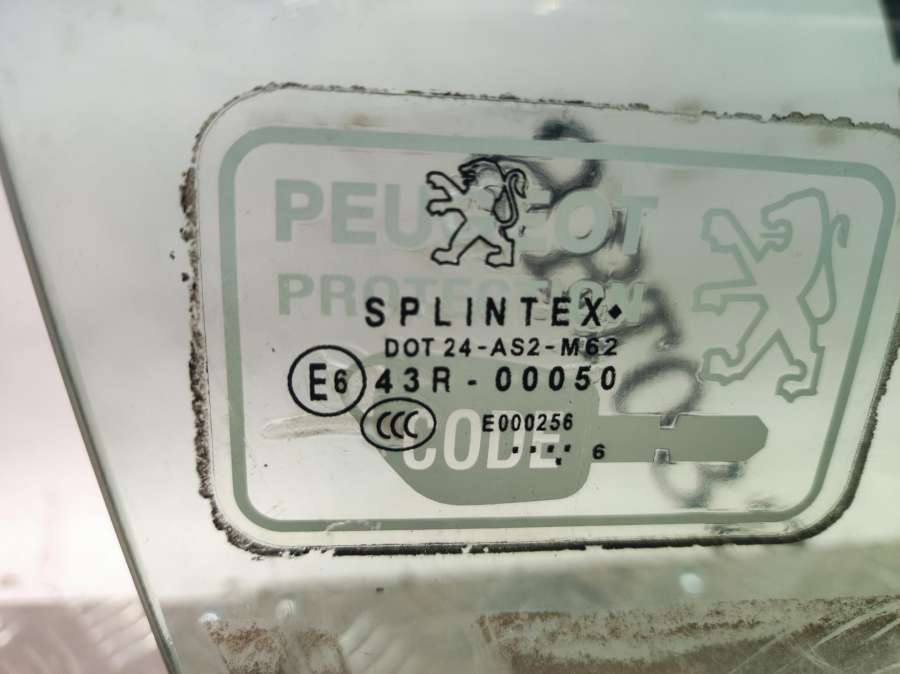 PEUGEOT
PROTECTION
SPLINTEX
DOT 24-AS2-M62
E6 43R-00050
CCC E000256
CODE
.... 6